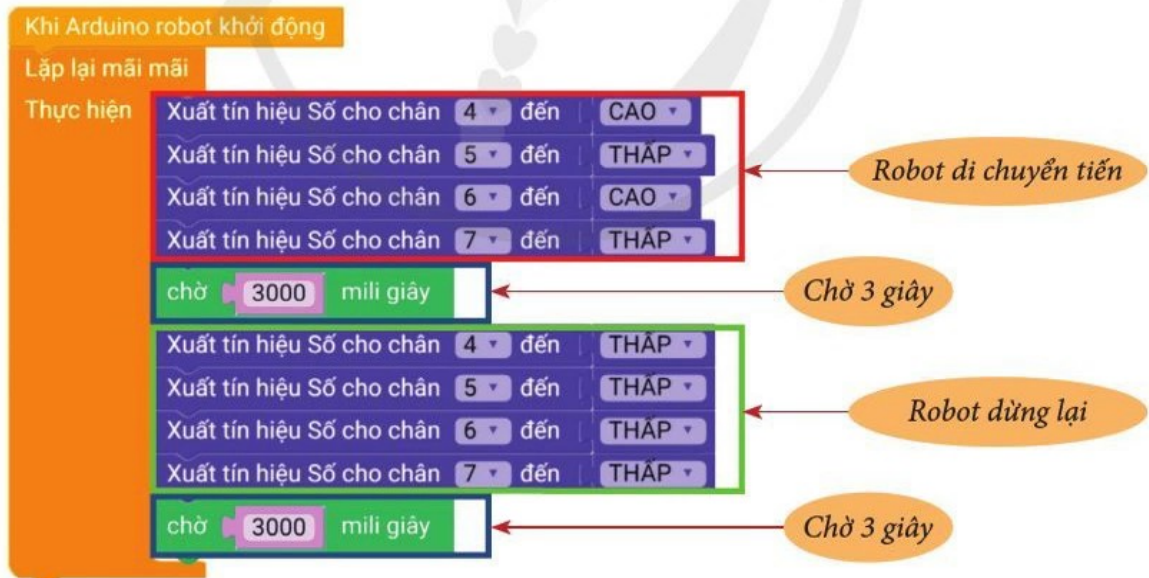 Khi Arduino robot khởi động
Lặp lại mãi mãi
Thực hiện
Xuất tín hiệu Số cho chân 4 đến CAO
Xuất tín hiệu Số cho chân 5 đến THẤP
Xuất tín hiệu Số cho chân 6 đến CAO
Xuất tín hiệu Số cho chân 7 đến THẤP
Robot di chuyển tiến
chờ 3000 mili giây
Chờ 3 giây
Xuất tín hiệu Số cho chân 4 đến THẤP
Xuất tín hiệu Số cho chân 5 đến THẤP
Xuất tín hiệu Số cho chân 6 đến THẤP
Xuất tín hiệu Số cho chân 7 đến THẤP
Robot dừng lại
chờ 3000 mili giây
Chờ 3 giây